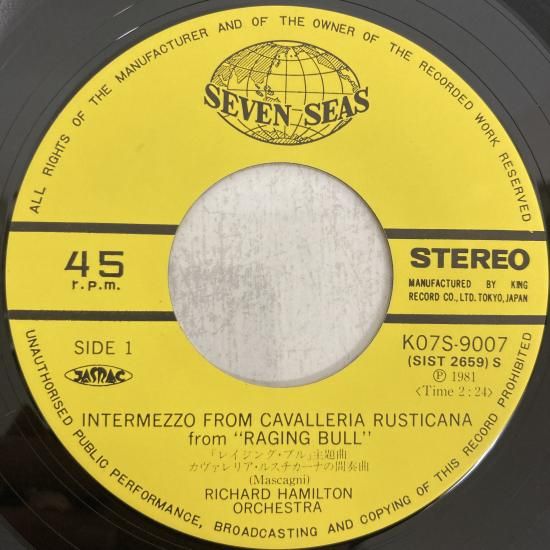 ALL RIGHTS OF THE MANUFACTURER AND OF THE OWNER OF THE RECORDED WORK RESERVED
SEVEN SEAS
45
r.p.m.
STEREO
MANUFACTURED BY KING
RECORD CO., LTD. TOKYO, JAPAN
SIDE 1
JASRAC
K07S-9007
(SIST 2659) S
Ⓟ 1981
〈Time 2 : 24〉
INTERMEZZO FROM CAVALLERIA RUSTICANA
from "RAGING BULL"
「レイジング・ブル」主題曲
カヴァレリア・ルスチカーナの間奏曲
(Mascagni)
RICHARD HAMILTON
ORCHESTRA
UNAUTHORISED PUBLIC PERFORMANCE, BROADCASTING AND COPYING OF THIS RECORD PROHIBITED